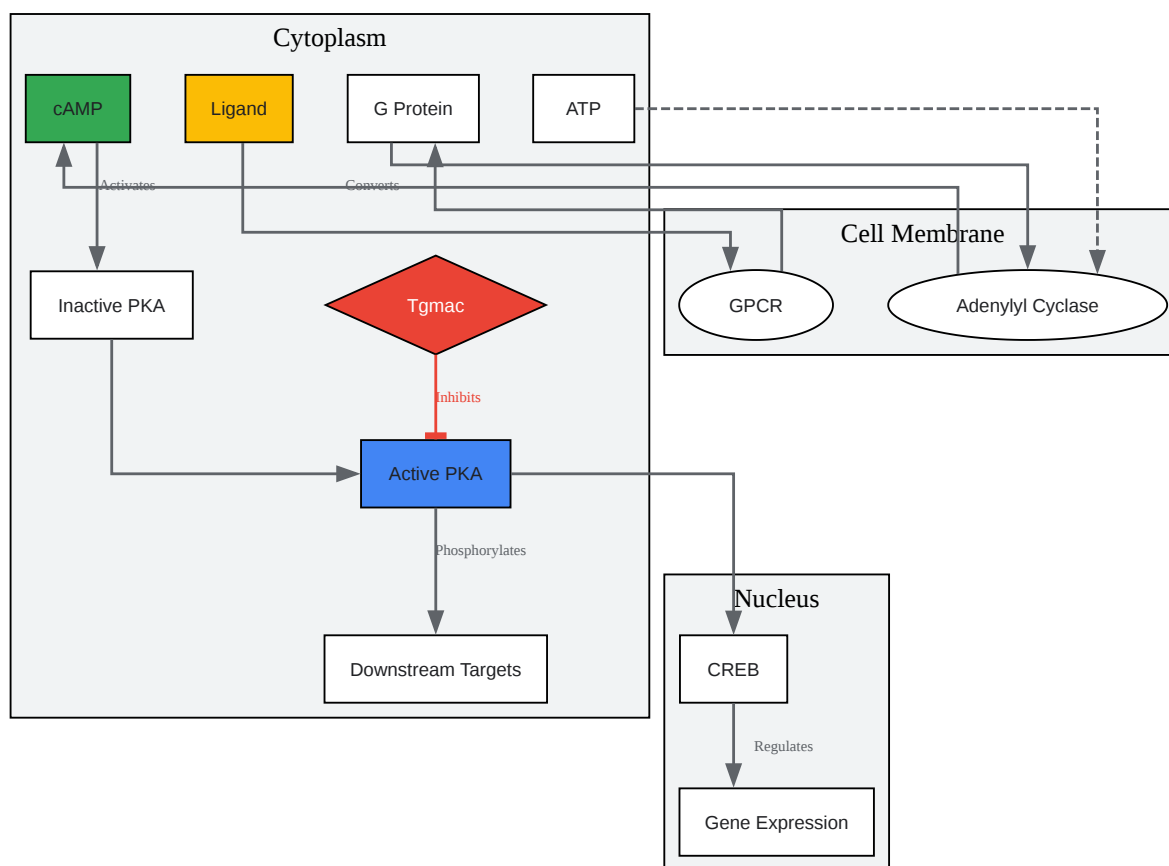 Cytoplasm
cAMP
Ligand
G Protein
ATP
Activates
Converts
Cell Membrane
Inactive PKA
Tgmac
GPCR
Adenylyl Cyclase
Inhibits
Active PKA
Phosphorylates
Nucleus
Downstream Targets
CREB
Regulates
Gene Expression